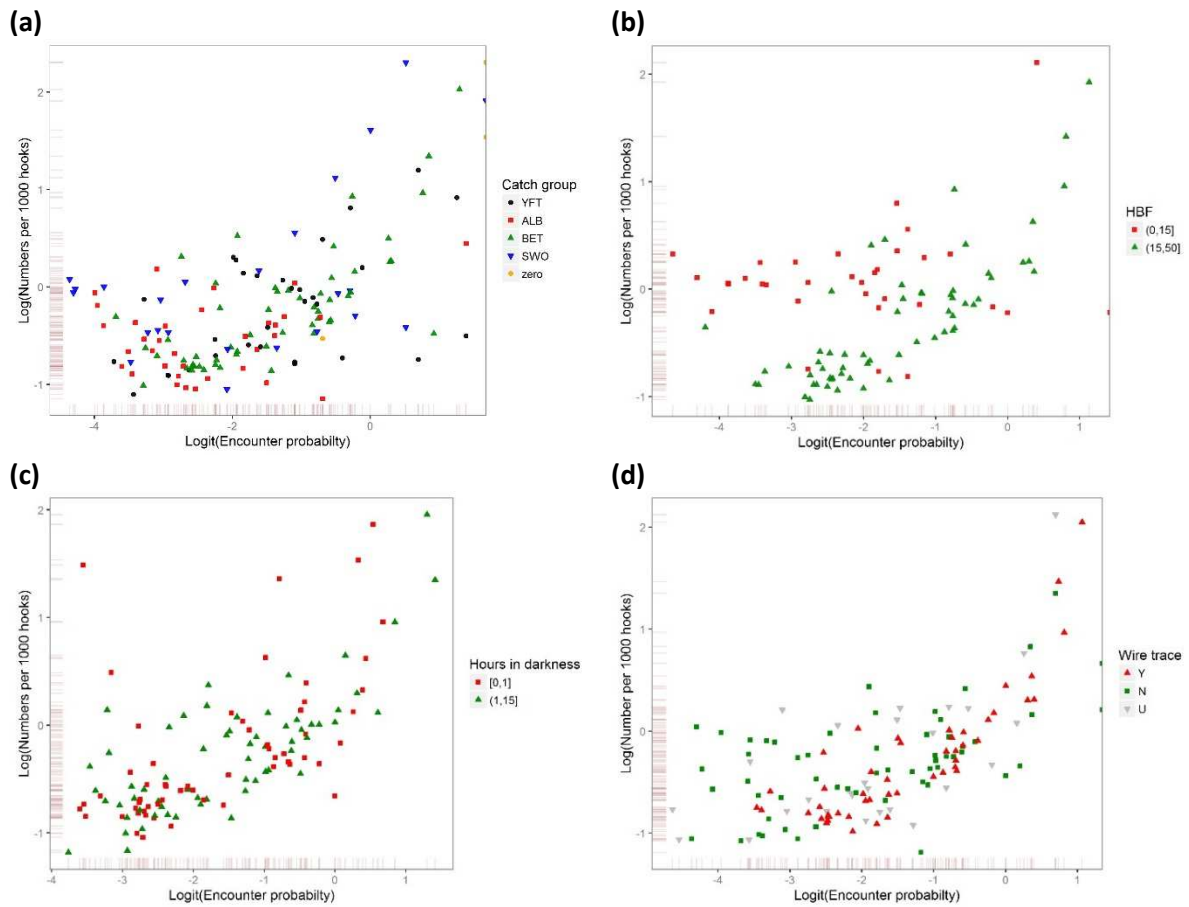 (a)
2
1
0
-1
-4
-2
0
Log(Numbers per 1000 hooks)
Logit(Encounter probabilty)
Catch group
YFT
ALB
BET
SWO
zero
(b)
2
1
0
-1
-4
-3
-2
-1
0
1
Log(Numbers per 1000 hooks)
Logit(Encounter probabilty)
HBF
(0,15]
(15,50]
(c)
2
1
0
-1
-4
-3
-2
-1
0
1
Log(Numbers per 1000 hooks)
Logit(Encounter probabilty)
Hours in darkness
[0,1]
(1,15]
(d)
2
1
0
-1
-4
-3
-2
-1
0
1
Log(Number per 1000 hooks)
Logit(Encounter probabilty)
Wire trace
Y
N
U